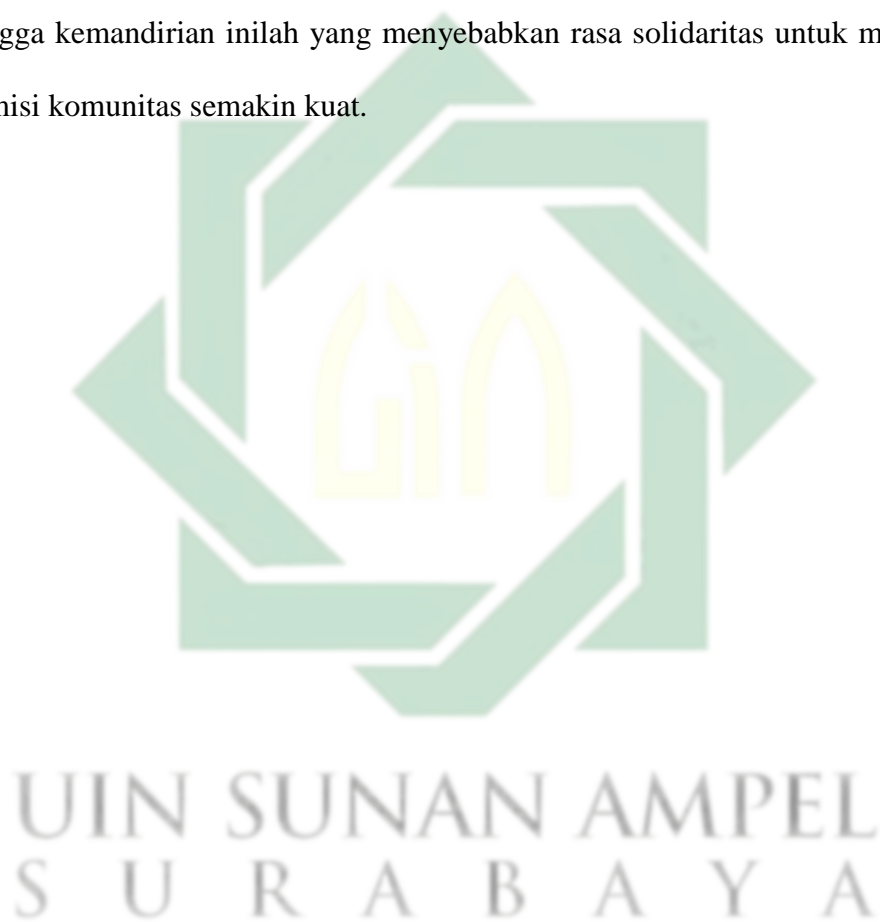 gga kemandirian inilah yang menyebabkan rasa solidaritas untuk m
nisi komunitas semakin kuat.
UIN SUNAN AMPEL
S U R A B A Y A